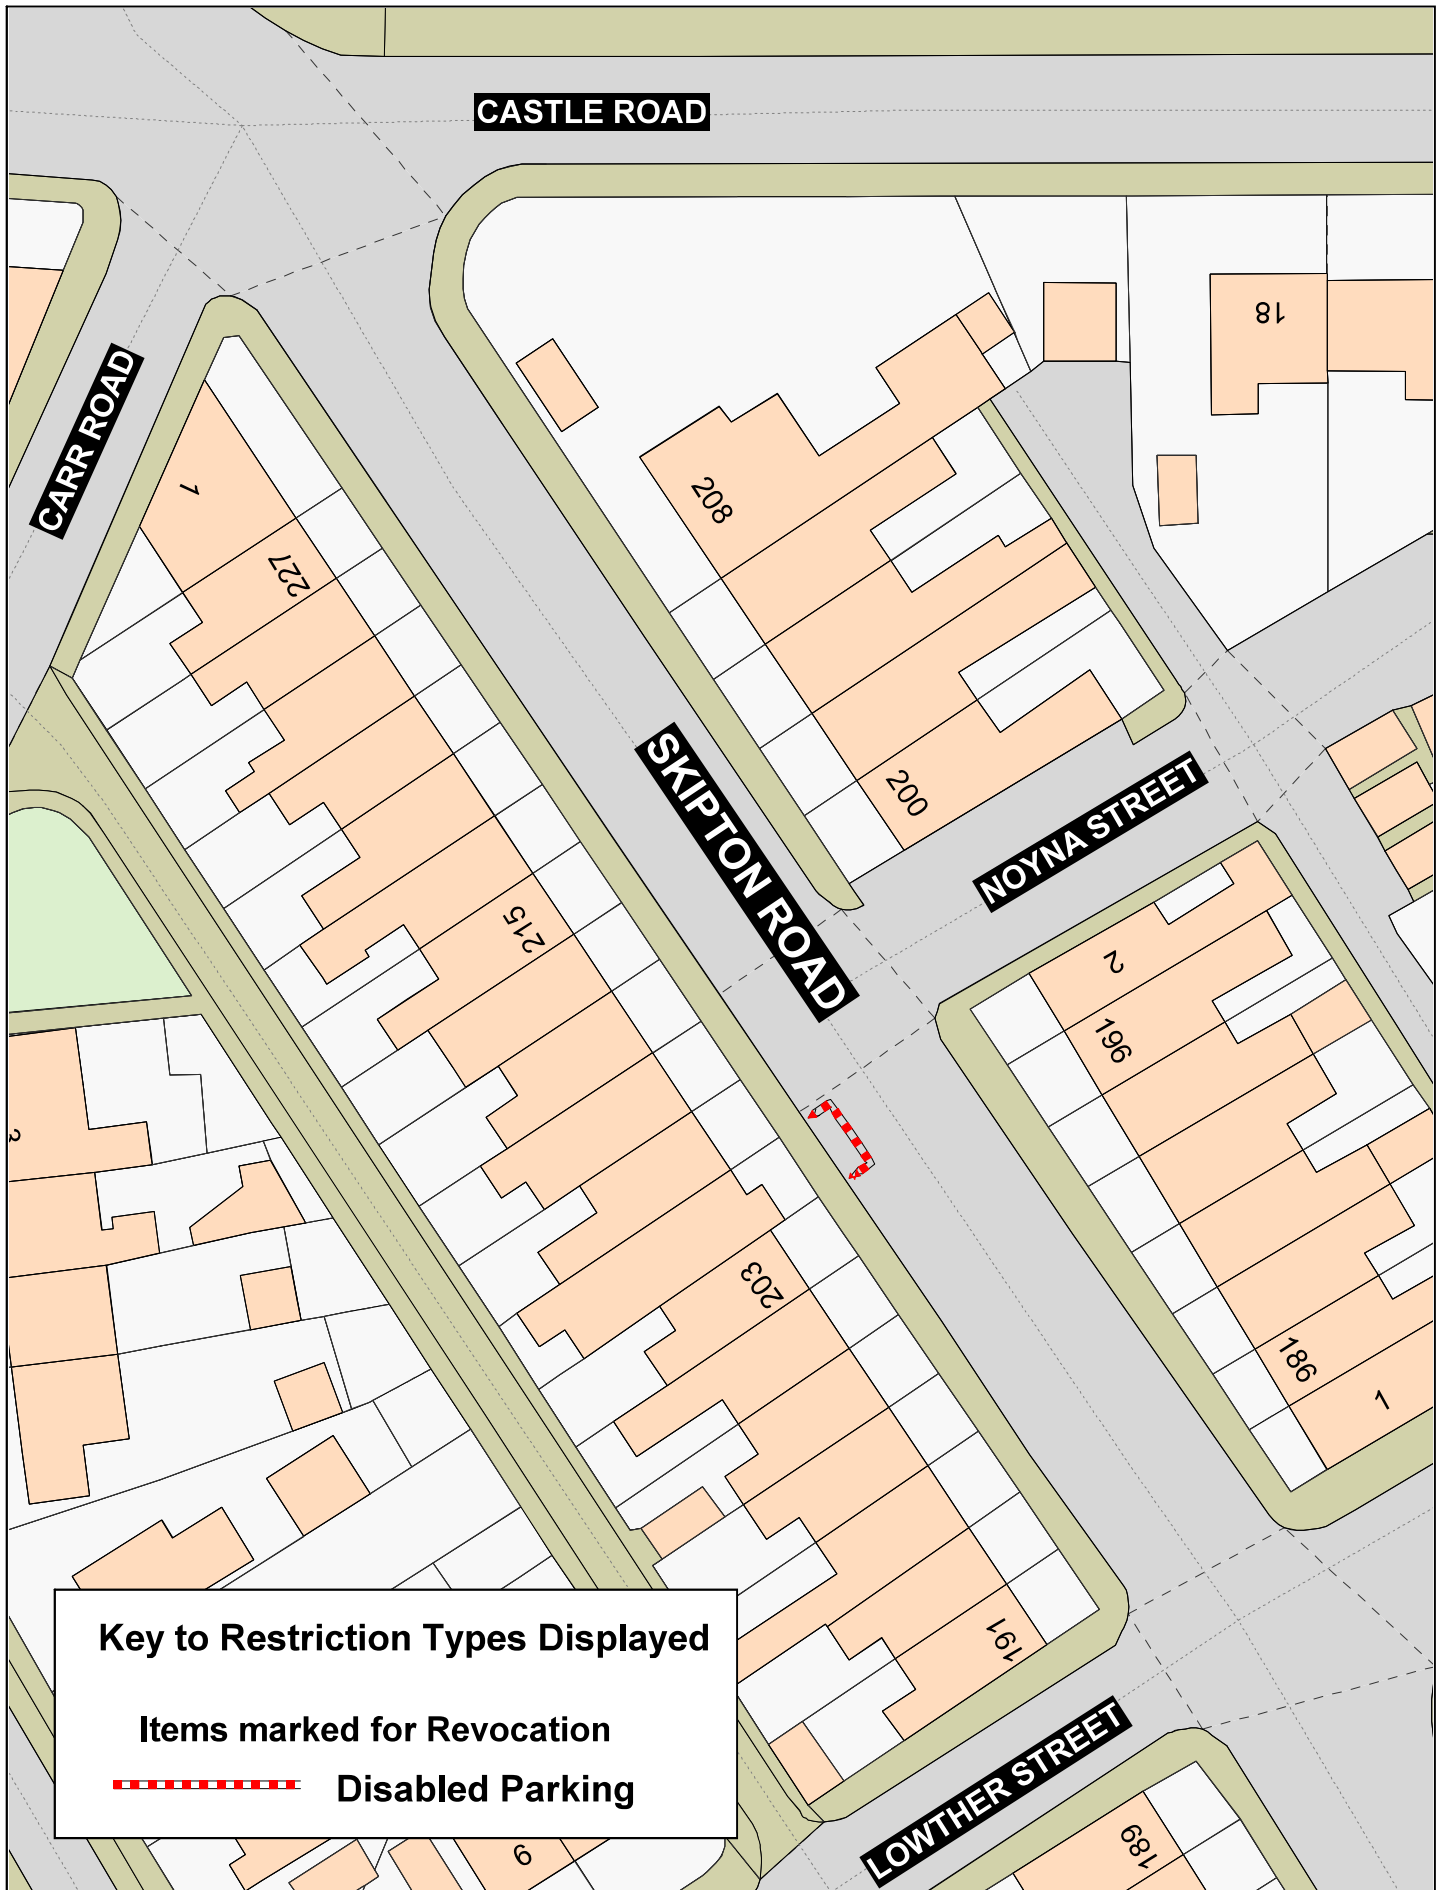 CASTLE ROAD
18
CARR ROAD
1
208
227
SKIPTON ROAD
200
NOYNA STREET
215
2
196
3
203
186
1
191
Key to Restriction Types Displayed
Items marked for Revocation
Disabled Parking
LOWTHER STREET
189
9